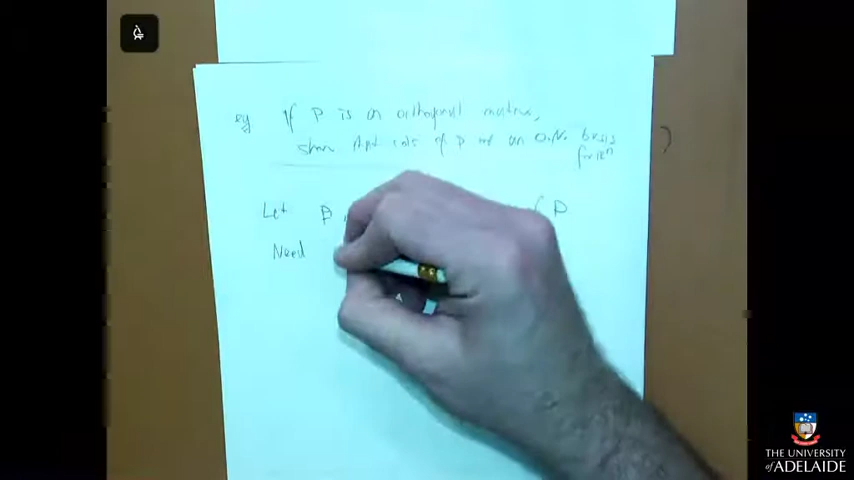 eg If P is an orthogonal matrix,
show that cols of P are an O.N. basis
for ℝⁿ
Let P of P
Need
THE UNIVERSITY
of ADELAIDE